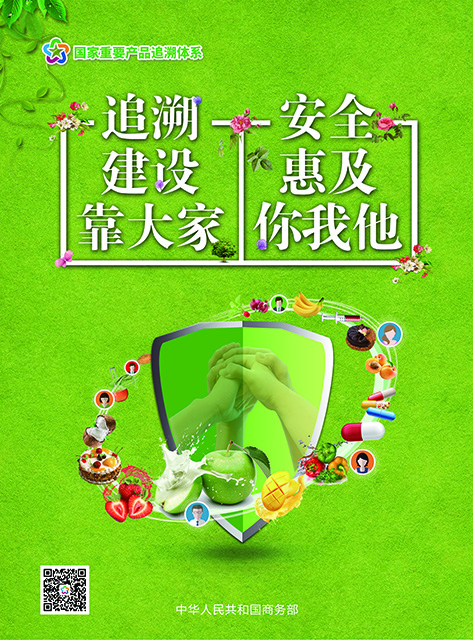 国家重要产品追溯体系
追溯
建设
靠大家
安全
惠及
你我他
中华人民共和国商务部